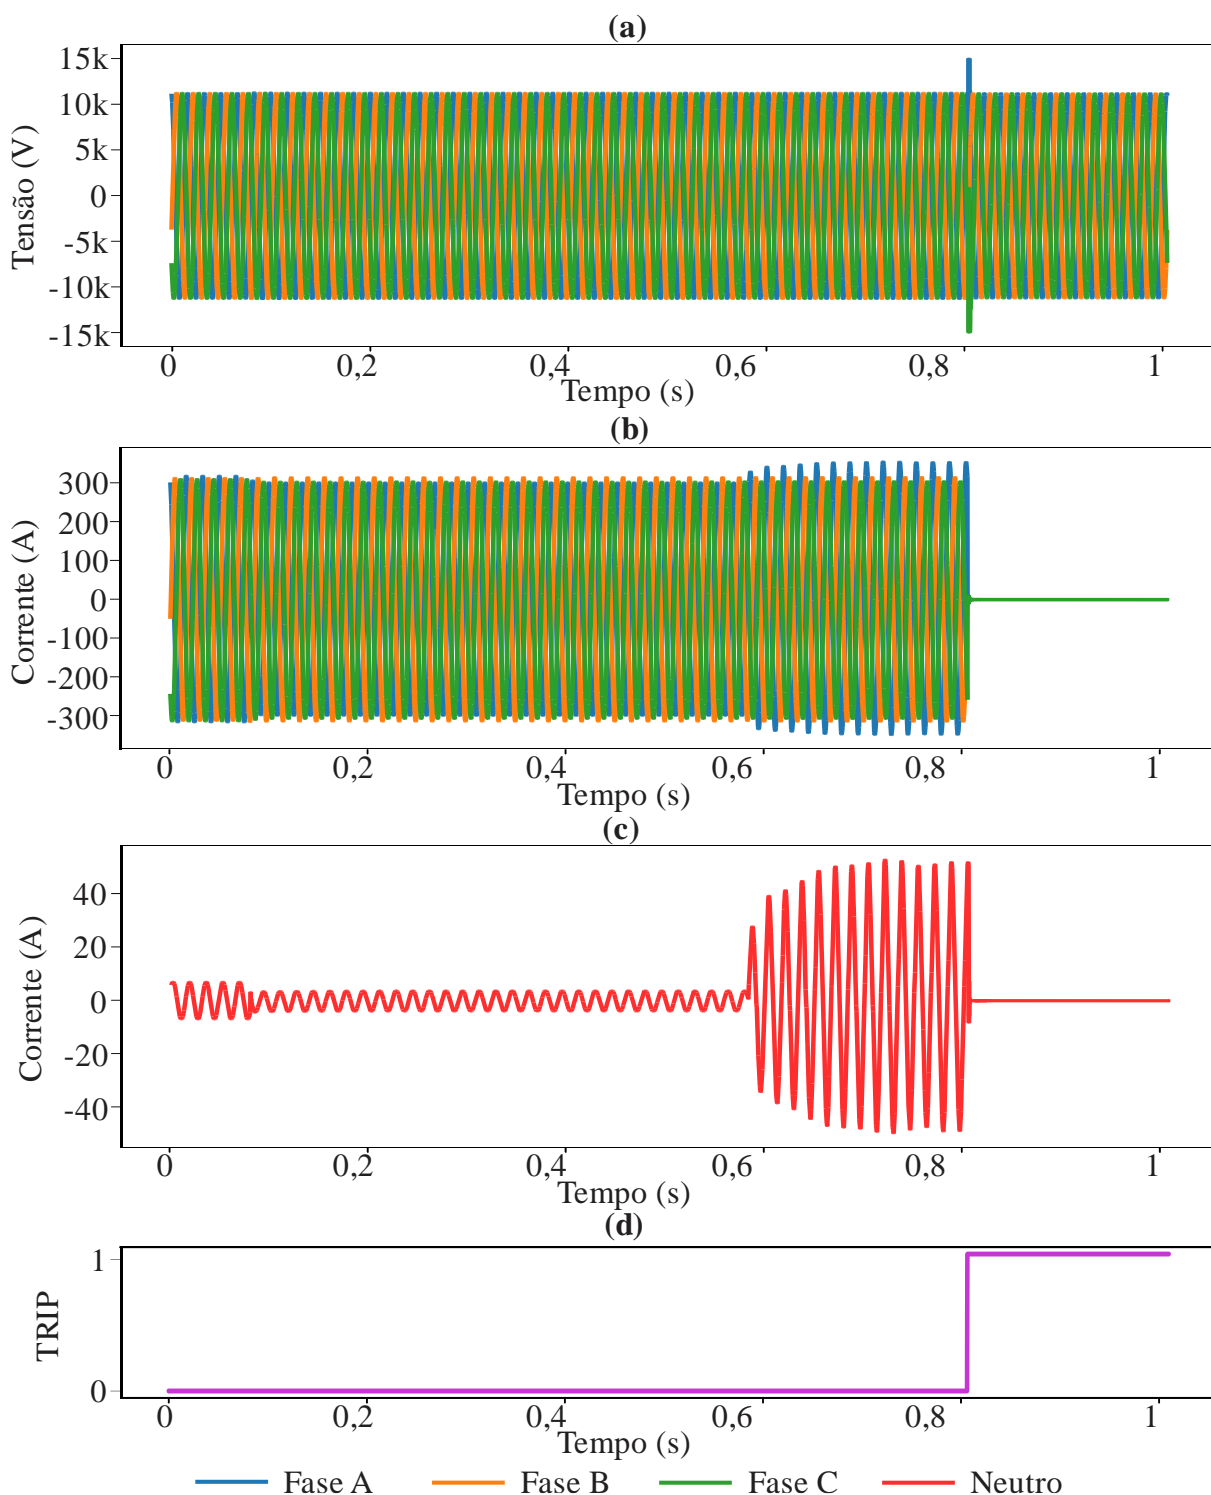 (a)
15k
10k
5k
0
-5k
-10k
-15k
Tensão (V)
0 0,2 0,4 0,6 0,8 1
Tempo (s)
(b)
300
200
100
0
-100
-200
-300
Corrente (A)
0 0,2 0,4 0,6 0,8 1
Tempo (s)
(c)
40
20
0
-20
-40
Corrente (A)
0 0,2 0,4 0,6 0,8 1
Tempo (s)
(d)
1
0
TRIP
0 0,2 0,4 0,6 0,8 1
Tempo (s)
Fase A Fase B Fase C Neutro